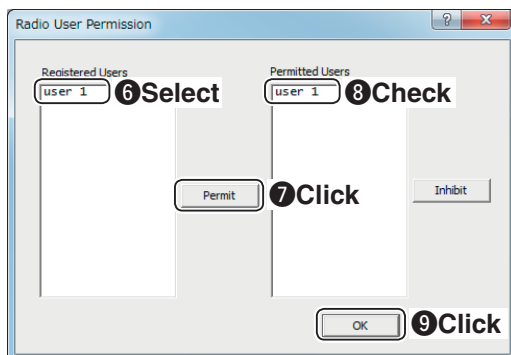 Radio User Permission
Registered Users
Permitted Users
user 1 ❻Select
user 1 ❽Check
Permit ❼Click
Inhibit
OK ❾Click